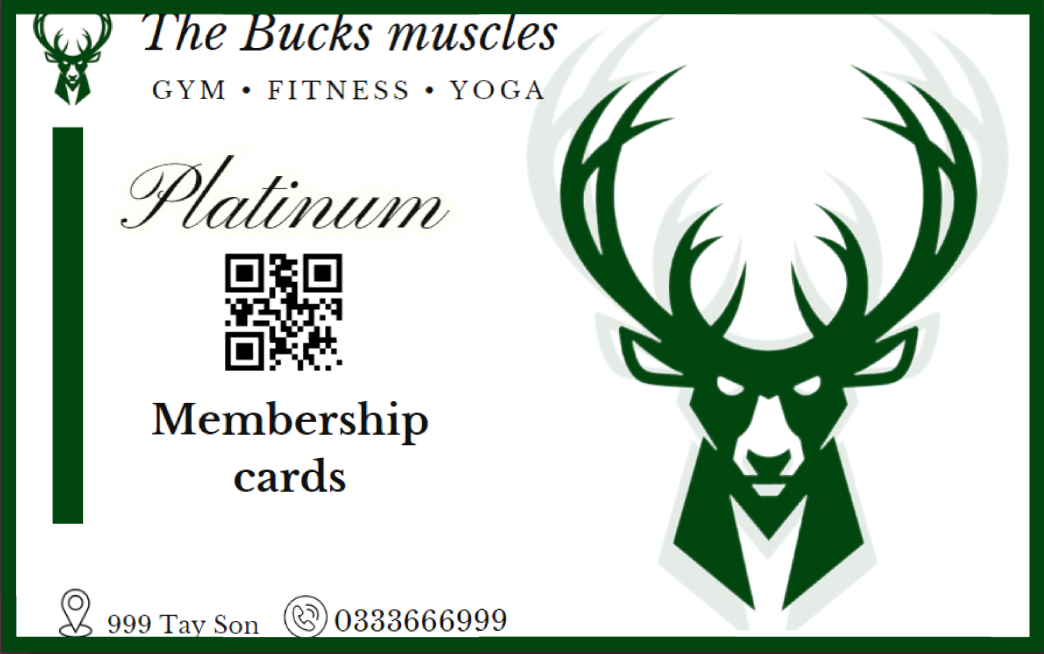 The Bucks muscles
GYM • FITNESS • YOGA
Platinum
Membership
cards
999 Tay Son
0333666999